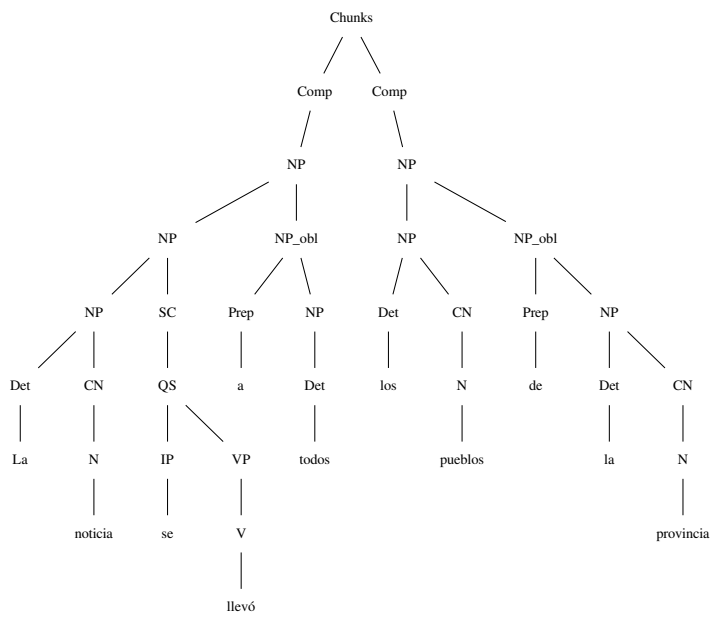 Chunks
Comp Comp
NP NP
NP NP_obl NP NP_obl
NP SC Prep NP Det CN Prep NP
Det CN QS a Det los N de Det CN
La N IP VP todos pueblos la N
noticia se V provincia
llevó